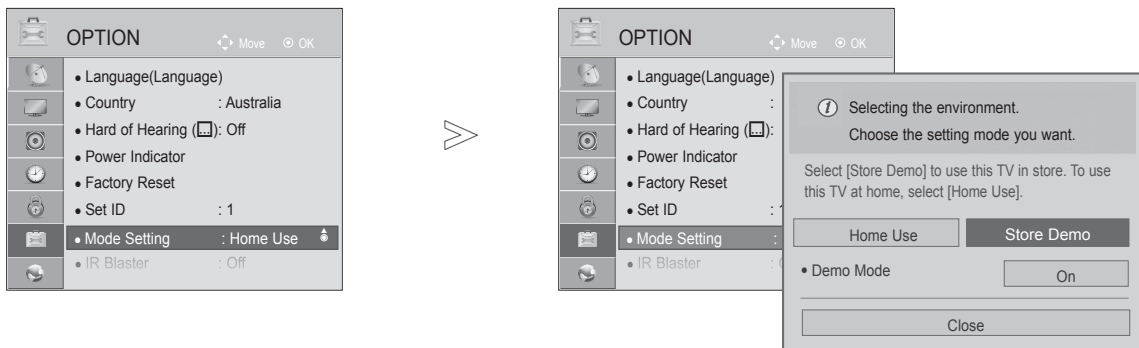 OPTION
Move OK
• Language(Language)
• Country : Australia
• Hard of Hearing (...): Off
• Power Indicator
• Factory Reset
• Set ID : 1
• Mode Setting : Home Use
• IR Blaster : Off
OPTION
Move OK
• Language(Language)
• Country :
• Hard of Hearing (...):
• Power Indicator
• Factory Reset
• Set ID :
• Mode Setting :
• IR Blaster :
i Selecting the environment.
Choose the setting mode you want.
Select [Store Demo] to use this TV in store. To use
this TV at home, select [Home Use].
Home Use Store Demo
• Demo Mode On
Close